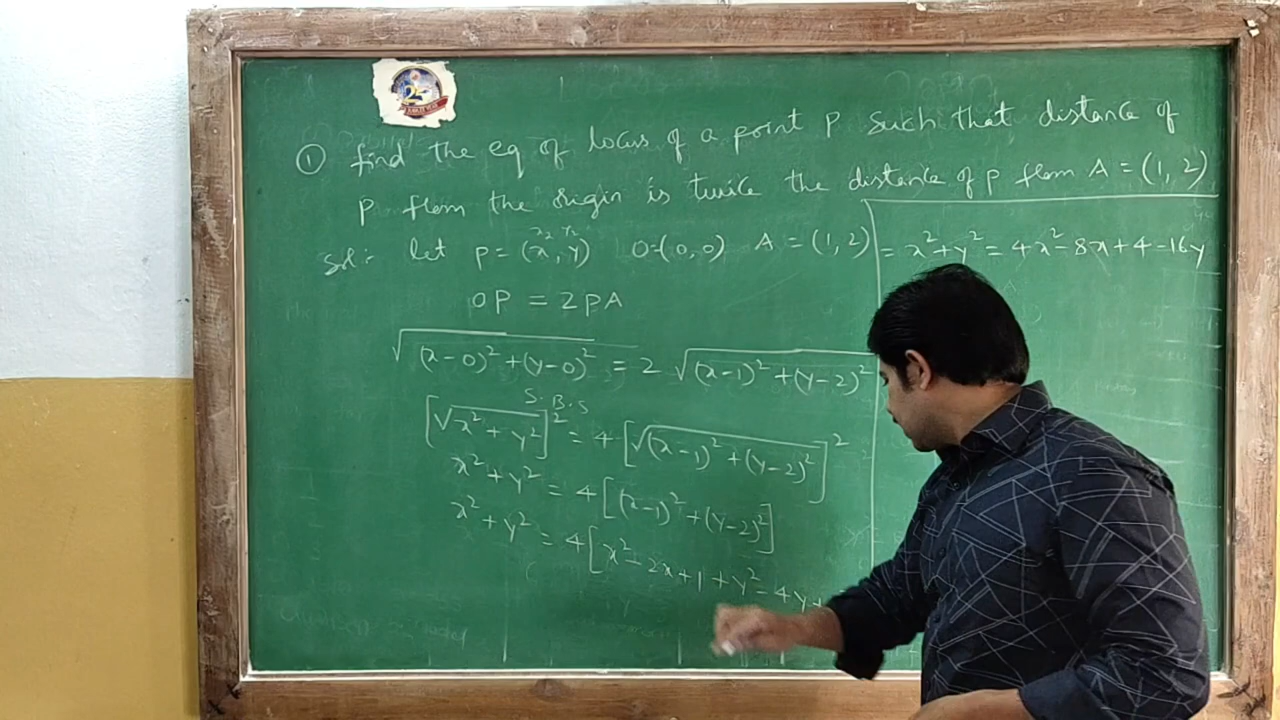 ① find the eq of locus of a point P such that distance of
P from the origin is twice the distance of P from A = (1, 2)
x₂ y₂
Sol:- let P = (x, y) O=(0,0) A = (1,2)
OP = 2PA
√(x-0)² + (y-0)² = 2 √(x-1)² + (y-2)²
S.B.S
[√x² + y²]² = 4 [√(x-1)² + (y-2)²]²
x² + y² = 4[(x-1)² + (y-2)²]
x² + y² = 4[x² - 2x + 1 + y² - 4y +
= x² + y² = 4x² - 8x + 4 - 16y